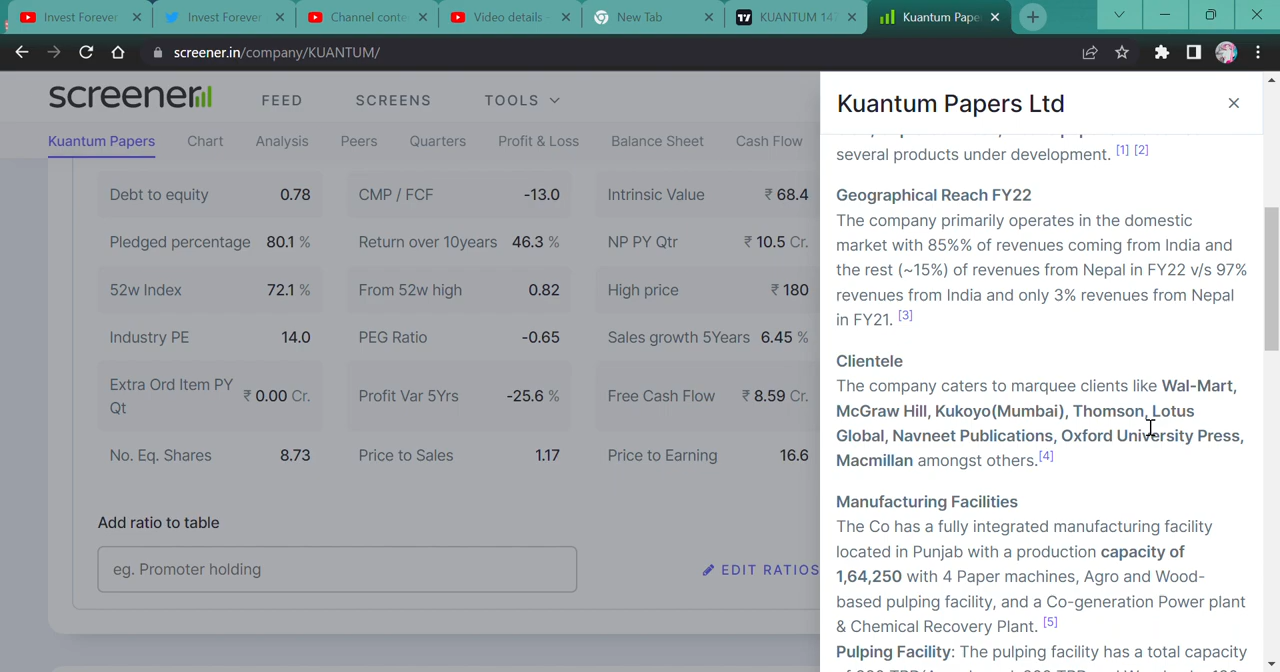 Invest Forever
Invest Forever
Channel conte
Video details -
New Tab
KUANTUM 147
Kuantum Pape
screener.in/company/KUANTUM/
screener
FEED
SCREENS
TOOLS
Kuantum Papers
Chart
Analysis
Peers
Quarters
Profit & Loss
Balance Sheet
Cash Flow
Debt to equity 0.78
CMP / FCF -13.0
Intrinsic Value ₹ 68.4
Pledged percentage 80.1 %
Return over 10years 46.3 %
NP PY Qtr ₹ 10.5 Cr.
52w Index 72.1 %
From 52w high 0.82
High price ₹ 180
Industry PE 14.0
PEG Ratio -0.65
Sales growth 5Years 6.45 %
Extra Ord Item PY
Qt
₹ 0.00 Cr.
Profit Var 5Yrs -25.6 %
Free Cash Flow ₹ 8.59 Cr.
No. Eq. Shares 8.73
Price to Sales 1.17
Price to Earning 16.6
Add ratio to table
eg. Promoter holding
EDIT RATIOS
Kuantum Papers Ltd
several products under development. [1] [2]
Geographical Reach FY22
The company primarily operates in the domestic
market with 85%% of revenues coming from India and
the rest (~15%) of revenues from Nepal in FY22 v/s 97%
revenues from India and only 3% revenues from Nepal
in FY21. [3]
Clientele
The company caters to marquee clients like Wal-Mart,
McGraw Hill, Kukoyo(Mumbai), Thomson, Lotus
Global, Navneet Publications, Oxford University Press,
Macmillan amongst others.[4]
Manufacturing Facilities
The Co has a fully integrated manufacturing facility
located in Punjab with a production capacity of
1,64,250 with 4 Paper machines, Agro and Wood-
based pulping facility, and a Co-generation Power plant
& Chemical Recovery Plant. [5]
Pulping Facility: The pulping facility has a total capacity